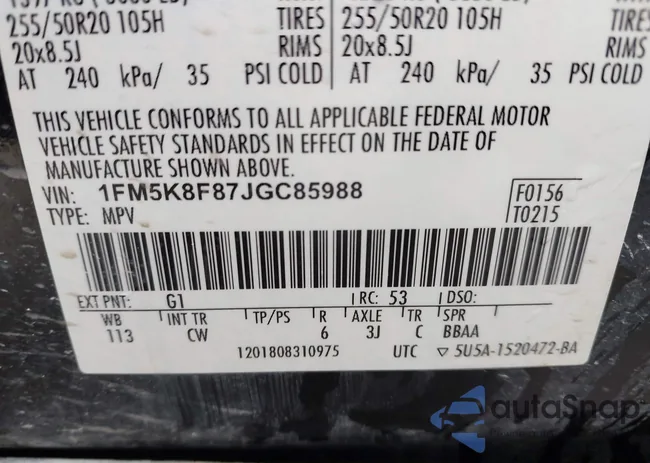 255/50R20 105H TIRES 255/50R20 105H TIRES
20x8.5J RIMS 20x8.5J RIMS
AT 240 kPa/ 35 PSI COLD AT 240 kPa/ 35 PSI COLD
THIS VEHICLE CONFORMS TO ALL APPLICABLE FEDERAL MOTOR
VEHICLE SAFETY STANDARDS IN EFFECT ON THE DATE OF
MANUFACTURE SHOWN ABOVE.
VIN: 1FM5K8F87JGC85988 F0156
TYPE: MPV T0215
EXT PNT: G1 RC: 53 DSO:
WB INT TR TP/PS R AXLE TR SPR
113 CW 6 3J C BBAA
1201808310975 UTC ▽ 5U5A-1520472-BA
autoSnap